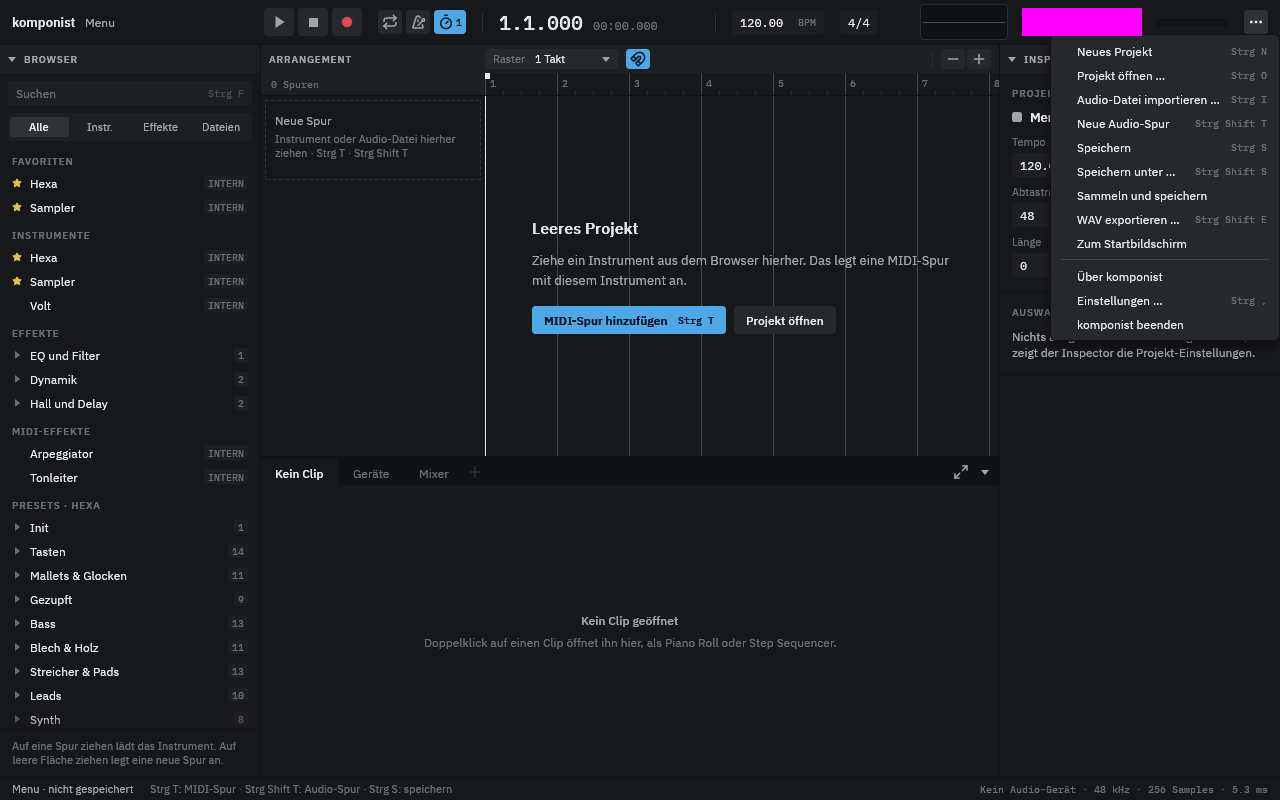 komponist Menu
1
1.1.000 00:00.000
120.00 BPM 4/4
BROWSER
Suchen Strg F
Alle Instr. Effekte Dateien
FAVORITEN
Hexa INTERN
Sampler INTERN
INSTRUMENTE
Hexa INTERN
Sampler INTERN
Volt INTERN
EFFEKTE
EQ und Filter 1
Dynamik 2
Hall und Delay 2
MIDI-EFFEKTE
Arpeggiator INTERN
Tonleiter INTERN
PRESETS · HEXA
Init 1
Tasten 14
Mallets & Glocken 11
Gezupft 9
Bass 13
Blech & Holz 11
Streicher & Pads 13
Leads 10
Synth 8
Auf eine Spur ziehen lädt das Instrument. Auf
leere Fläche ziehen legt eine neue Spur an.
ARRANGEMENT
Raster 1 Takt
0 Spuren
1 2 3 4 5 6 7 8
Neue Spur
Instrument oder Audio-Datei hierher
ziehen · Strg T · Strg Shift T
Leeres Projekt
Ziehe ein Instrument aus dem Browser hierher. Das legt eine MIDI-Spur
mit diesem Instrument an.
MIDI-Spur hinzufügen Strg T
Projekt öffnen
Kein Clip Geräte Mixer
Kein Clip geöffnet
Doppelklick auf einen Clip öffnet ihn hier, als Piano Roll oder Step Sequencer.
Tempo
120.
48
Länge
0
Nichts
zeigt der Inspector die Projekt-Einstellungen.
Neues Projekt Strg N
Projekt öffnen ... Strg O
Audio-Datei importieren ... Strg I
Neue Audio-Spur Strg Shift T
Speichern Strg S
Speichern unter ... Strg Shift S
Sammeln und speichern
WAV exportieren ... Strg Shift E
Zum Startbildschirm
Über komponist
Einstellungen ... Strg ,
komponist beenden
Menu · nicht gespeichert Strg T: MIDI-Spur · Strg Shift T: Audio-Spur · Strg S: speichern
Kein Audio-Gerät · 48 kHz · 256 Samples · 5.3 ms